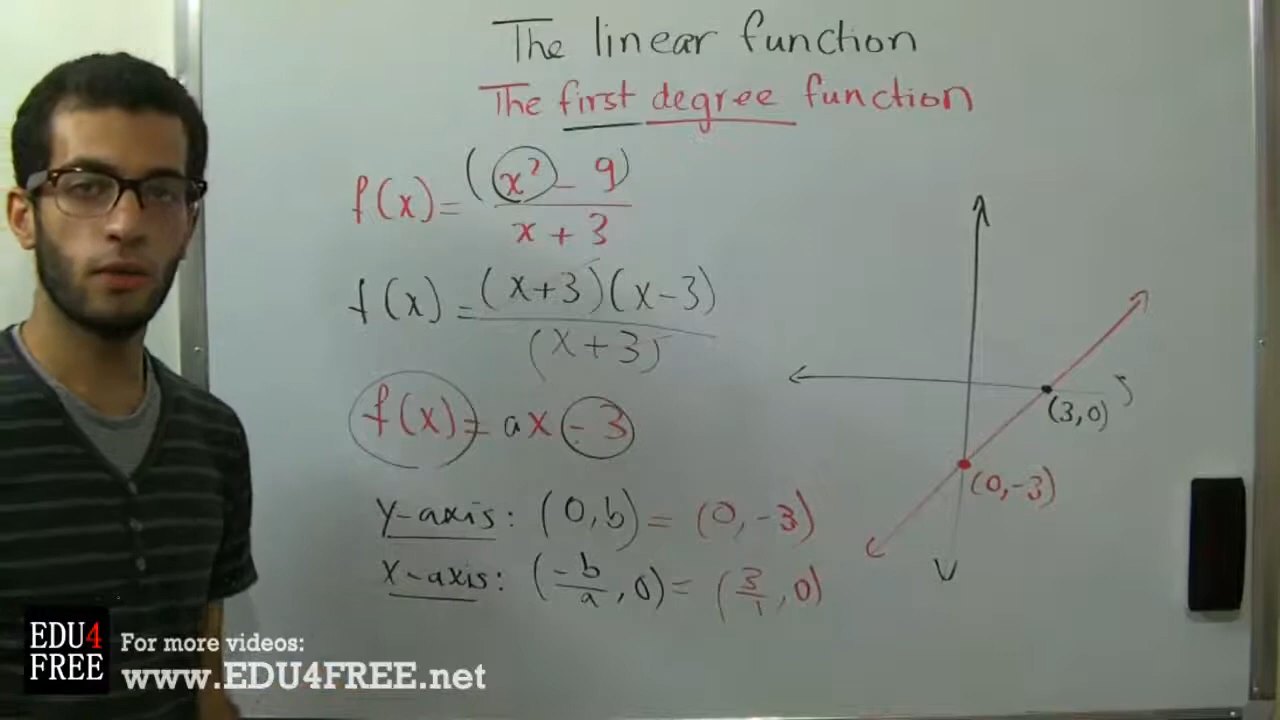 The linear function
The first degree function
f(x)= (x² - 9)
x + 3
f(x) = (x+3)(x-3)
(x+3)
f(x)= ax - 3
(3,0)
(0,-3)
y-axis: (0,b) = (0,-3)
x-axis: (-b/a, 0) = (3/1, 0)
EDU4
FREE
For more videos:
www.EDU4FREE.net